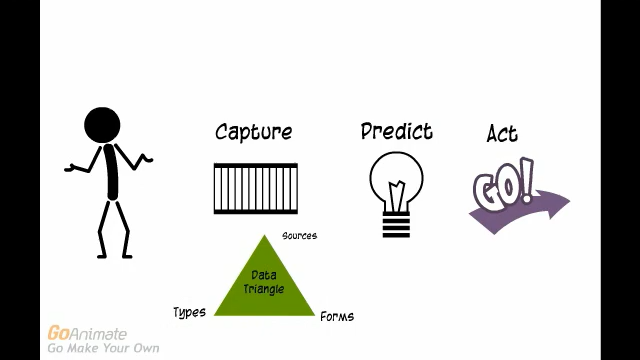 Capture
Predict
Act
GO!
Sources
Data
Triangle
Types
Forms
GoAnimate
Go Make Your Own